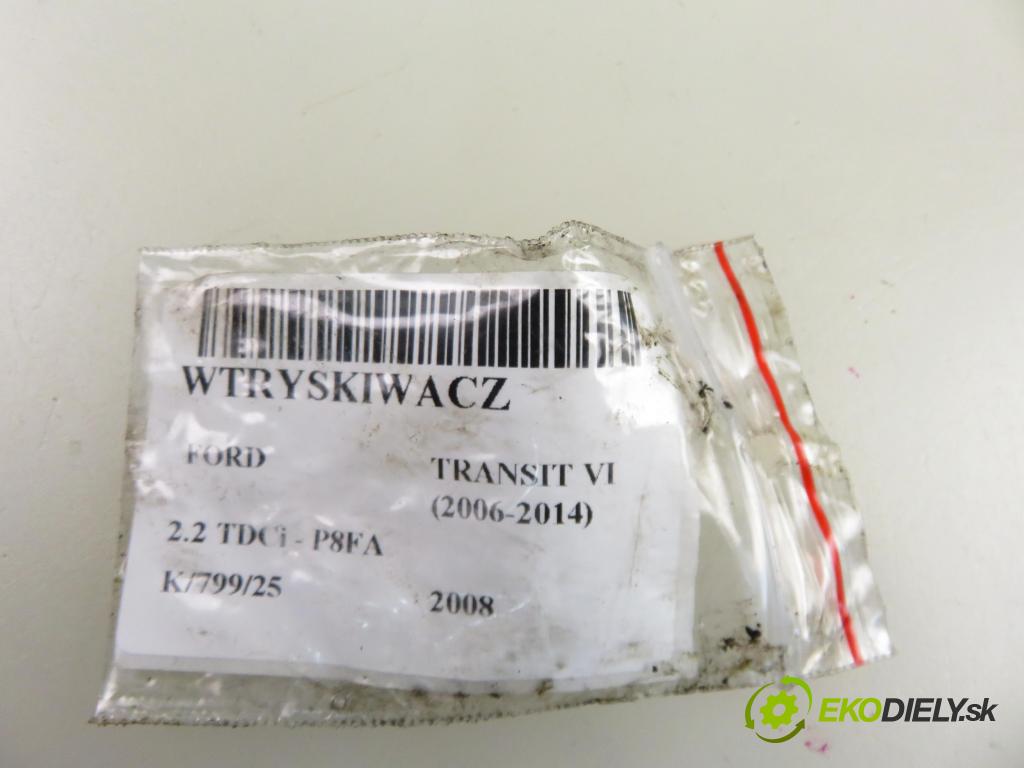 WTRYSKIWACZ
FORD TRANSIT VI
(2006-2014)
2.2 TDCi - P8FA
K/799/25 2008
EKODIELY.sk